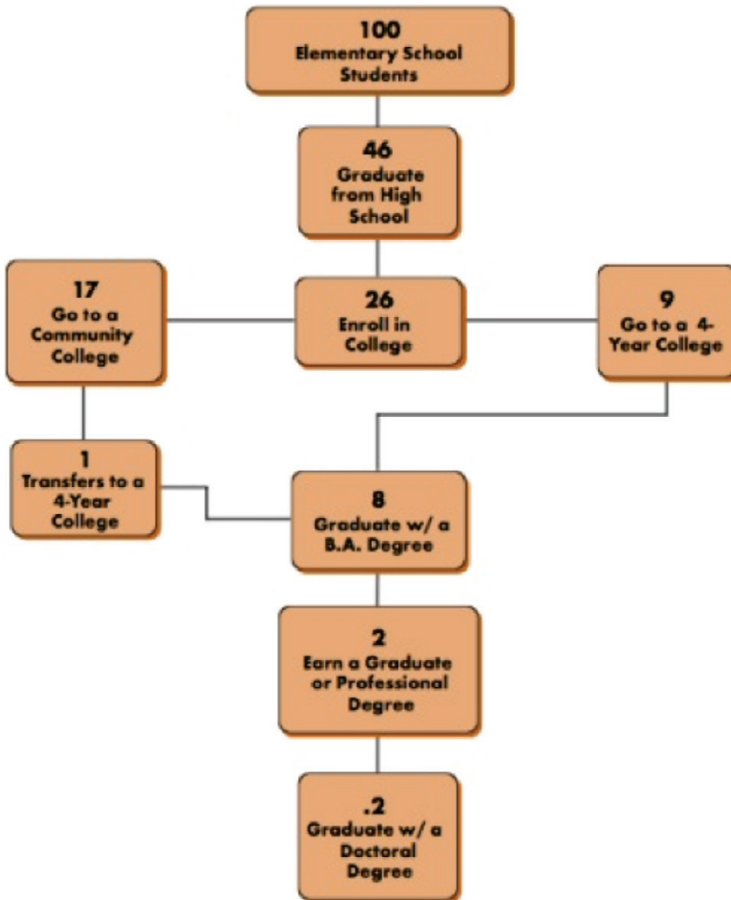 100
Elementary School
Students
46
Graduate
from High
School
17
Go to a
Community
College
26
Enroll in
College
9
Go to a 4-
Year College
1
Transfers to a
4-Year
College
8
Graduate w/ a
B.A. Degree
2
Earn a Graduate
or Professional
Degree
.2
Graduate w/ a
Doctoral
Degree